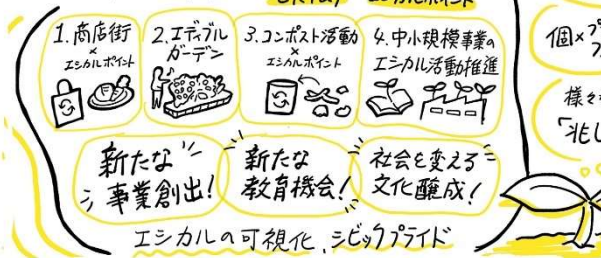 1.商店街
×
エシカルポイント
2.エディブル
ガーデン
3.コンポスト活動
×
エシカルポイント
4.中小規模事業の
エシカル活動推進
新たな
事業創出!
新たな
教育機会!
社会を変える
文化醸成!
エシカルの可視化、シビックプライド
個×
様々